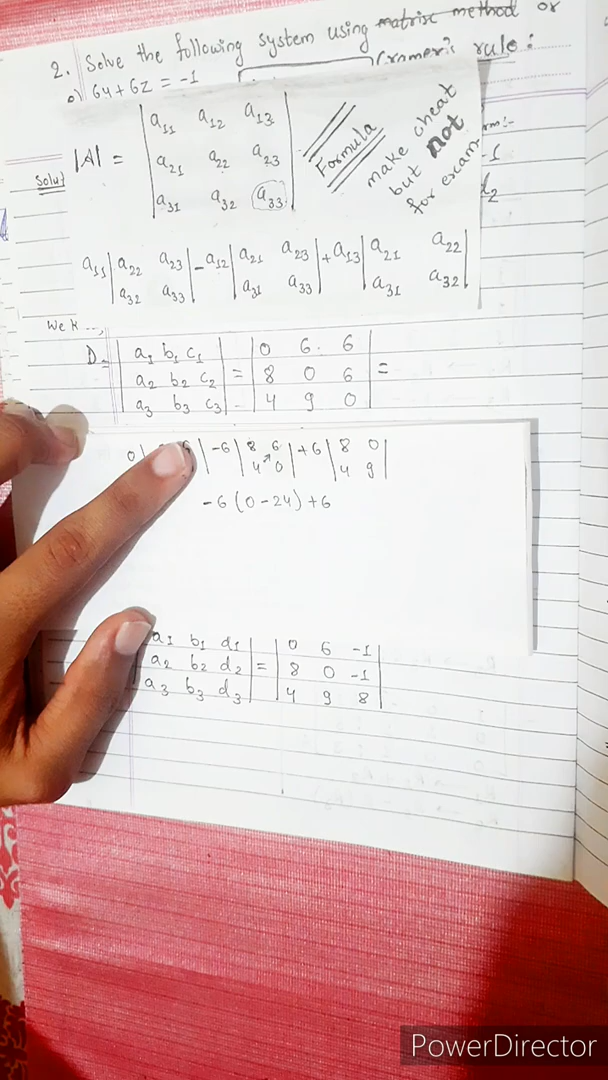 2. Solve the following system using matrix method or
Cramer's rule:
a) 6y + 6z = -1
|A| = | a11 a12 a13 |
| a21 a22 a23 |
| a31 a32 a33 |
Formula
make cheat
but not
for exam
Solut
a11 | a22 a23 | - a12 | a21 a23 | + a13 | a21 a22 |
| a32 a33 | | a31 a33 | | a31 a32 |
We k
D = | a1 b1 c1 | = | 0 6 6 | =
| a2 b2 c2 | | 8 0 6 |
| a3 b3 c3 | | 4 9 0 |
0 | 6 | -6 | 8 6 | +6 | 8 0 |
| 4 0 | | 4 9 |
-6 (0 - 24) + 6
| a1 b1 d1 | = | 0 6 -1 |
| a2 b2 d2 | | 8 0 -1 |
| a3 b3 d3 | | 4 9 8 |
PowerDirector